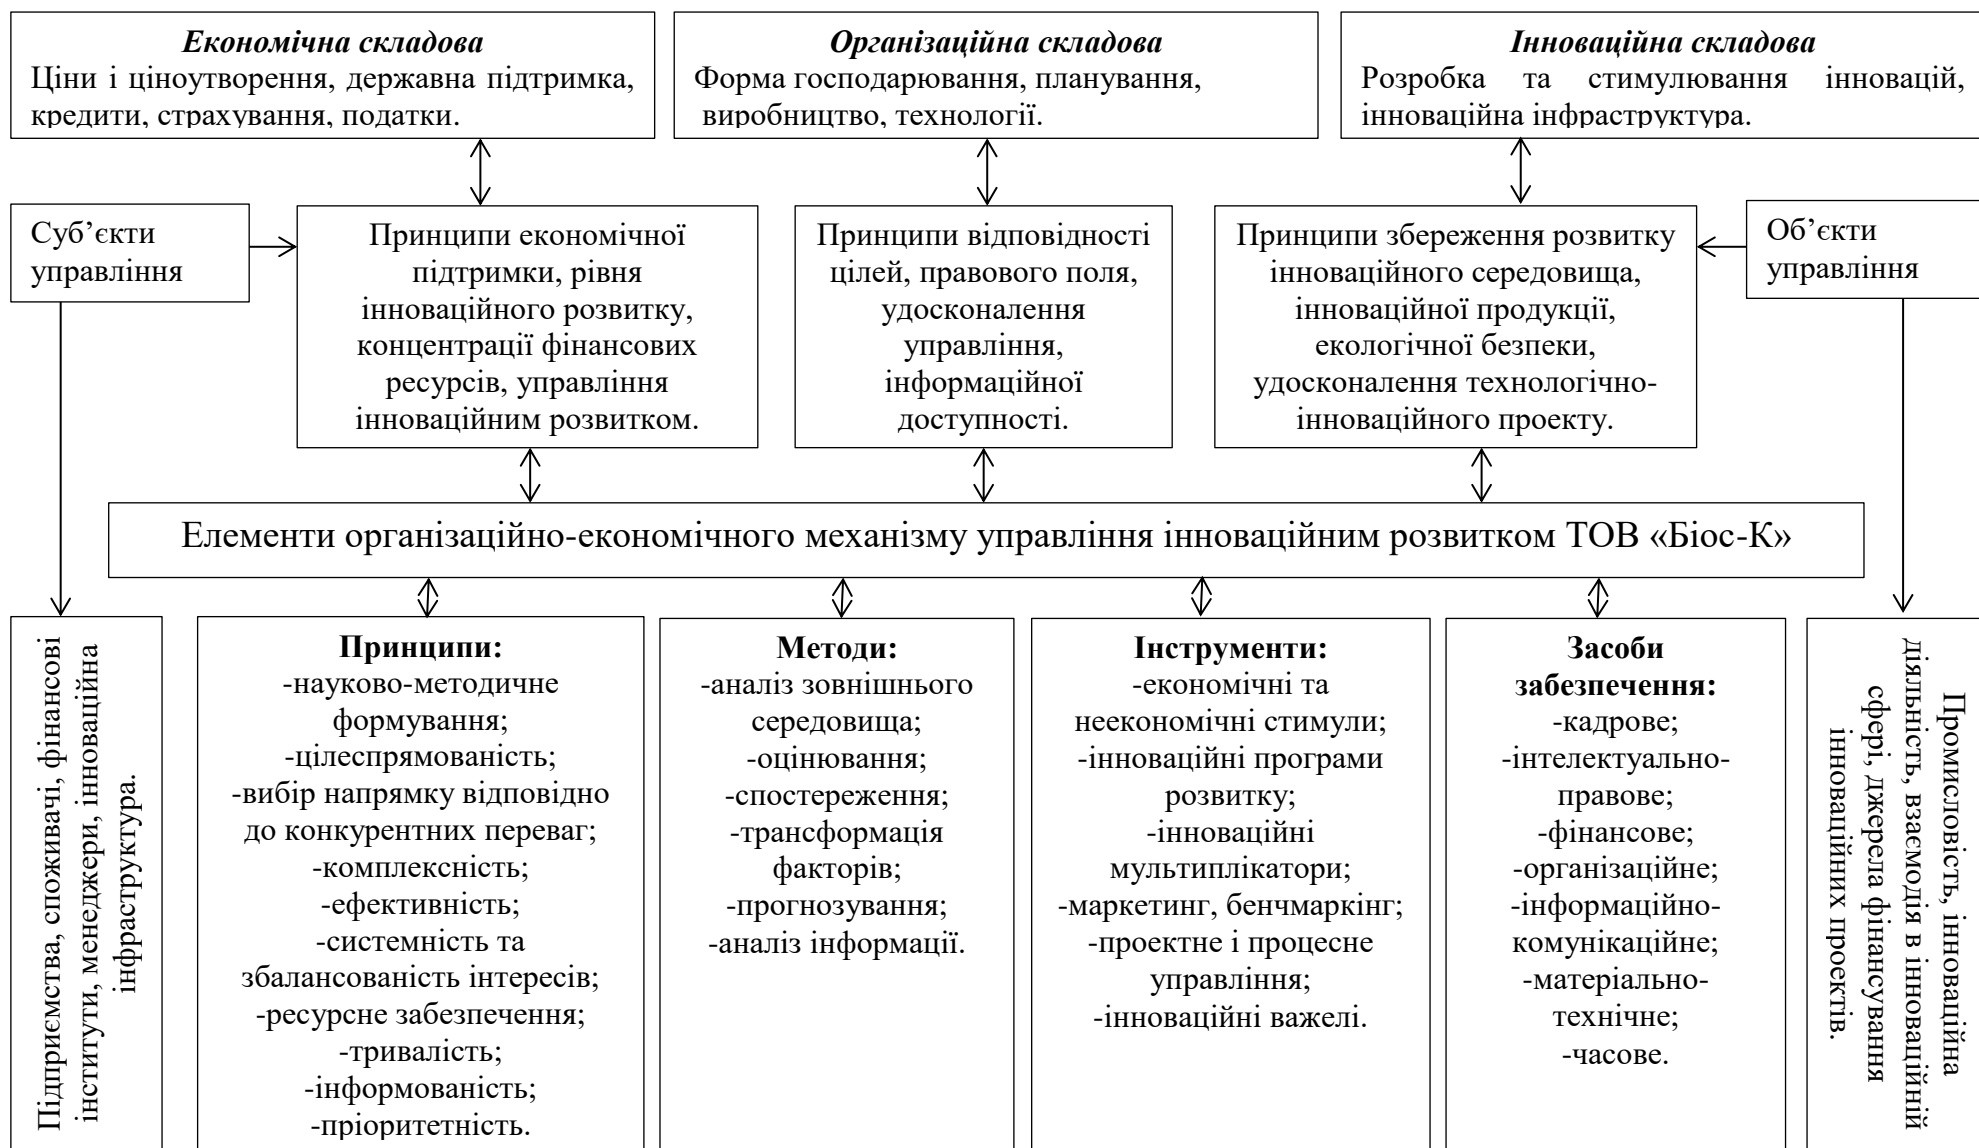 Економічна складова
Ціни і ціноутворення, державна підтримка,
кредити, страхування, податки.
Організаційна складова
Форма господарювання, планування,
виробництво, технології.
Інноваційна складова
Розробка та стимулювання інновацій,
інноваційна інфраструктура.
Суб’єкти
управління
Принципи економічної
підтримки, рівня
інноваційного розвитку,
концентрації фінансових
ресурсів, управління
інноваційним розвитком.
Принципи відповідності
цілей, правового поля,
удосконалення
управління,
інформаційної
доступності.
Принципи збереження розвитку
інноваційного середовища,
інноваційної продукції,
екологічної безпеки,
удосконалення технологічно-
інноваційного проекту.
Об’єкти
управління
Елементи організаційно-економічного механізму управління інноваційним розвитком ТОВ «Біос-К»
Підприємства, споживачі, фінансові
інститути, менеджери, інноваційна
інфраструктура.
Принципи:
-науково-методичне
формування;
-цілеспрямованість;
-вибір напрямку відповідно
до конкурентних переваг;
-комплексність;
-ефективність;
-системність та
збалансованість інтересів;
-ресурсне забезпечення;
-тривалість;
-інформованість;
-пріоритетність.
Методи:
-аналіз зовнішнього
середовища;
-оцінювання;
-спостереження;
-трансформація
факторів;
-прогнозування;
-аналіз інформації.
Інструменти:
-економічні та
неекономічні стимули;
-інноваційні програми
розвитку;
-інноваційні
мультиплікатори;
-маркетинг, бенчмаркінг;
-проектне і процесне
управління;
-інноваційні важелі.
Засоби
забезпечення:
-кадрове;
-інтелектуально-
правове;
-фінансове;
-організаційне;
-інформаційно-
комунікаційне;
-матеріально-
технічне;
-часове.
Промисловість, інноваційна
діяльність, взаємодія в інноваційній
сфері, джерела фінансування
інноваційних проектів.